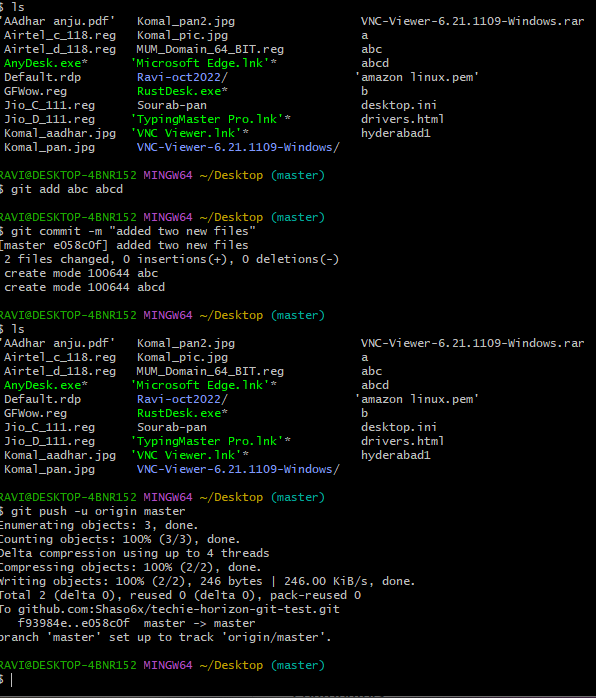 $ ls
'AAdhar anju.pdf' Komal_pan2.jpg VNC-Viewer-6.21.1109-Windows.rar
Airtel_c_118.reg Komal_pic.jpg a
Airtel_d_118.reg MUM_Domain_64_BIT.reg abc
AnyDesk.exe* 'Microsoft Edge.lnk'* abcd
Default.rdp Ravi-oct2022/ 'amazon linux.pem'
GFWow.reg RustDesk.exe* b
Jio_C_111.reg Sourab-pan desktop.ini
Jio_D_111.reg 'TypingMaster Pro.lnk'* drivers.html
Komal_aadhar.jpg 'VNC Viewer.lnk'* hyderabad1
Komal_pan.jpg VNC-Viewer-6.21.1109-Windows/
RAVI@DESKTOP-4BNR152 MINGW64 ~/Desktop (master)
$ git add abc abcd
RAVI@DESKTOP-4BNR152 MINGW64 ~/Desktop (master)
$ git commit -m "added two new files"
[master e058c0f] added two new files
2 files changed, 0 insertions(+), 0 deletions(-)
create mode 100644 abc
create mode 100644 abcd
RAVI@DESKTOP-4BNR152 MINGW64 ~/Desktop (master)
$ ls
'AAdhar anju.pdf' Komal_pan2.jpg VNC-Viewer-6.21.1109-Windows.rar
Airtel_c_118.reg Komal_pic.jpg a
Airtel_d_118.reg MUM_Domain_64_BIT.reg abc
AnyDesk.exe* 'Microsoft Edge.lnk'* abcd
Default.rdp Ravi-oct2022/ 'amazon linux.pem'
GFWow.reg RustDesk.exe* b
Jio_C_111.reg Sourab-pan desktop.ini
Jio_D_111.reg 'TypingMaster Pro.lnk'* drivers.html
Komal_aadhar.jpg 'VNC Viewer.lnk'* hyderabad1
Komal_pan.jpg VNC-Viewer-6.21.1109-Windows/
RAVI@DESKTOP-4BNR152 MINGW64 ~/Desktop (master)
$ git push -u origin master
Enumerating objects: 3, done.
Counting objects: 100% (3/3), done.
Delta compression using up to 4 threads
Compressing objects: 100% (2/2), done.
Writing objects: 100% (2/2), 246 bytes | 246.00 KiB/s, done.
Total 2 (delta 0), reused 0 (delta 0), pack-reused 0
To github.com:Shaso6x/techie-horizon-git-test.git
f93984e..e058c0f master -> master
branch 'master' set up to track 'origin/master'.
RAVI@DESKTOP-4BNR152 MINGW64 ~/Desktop (master)
$